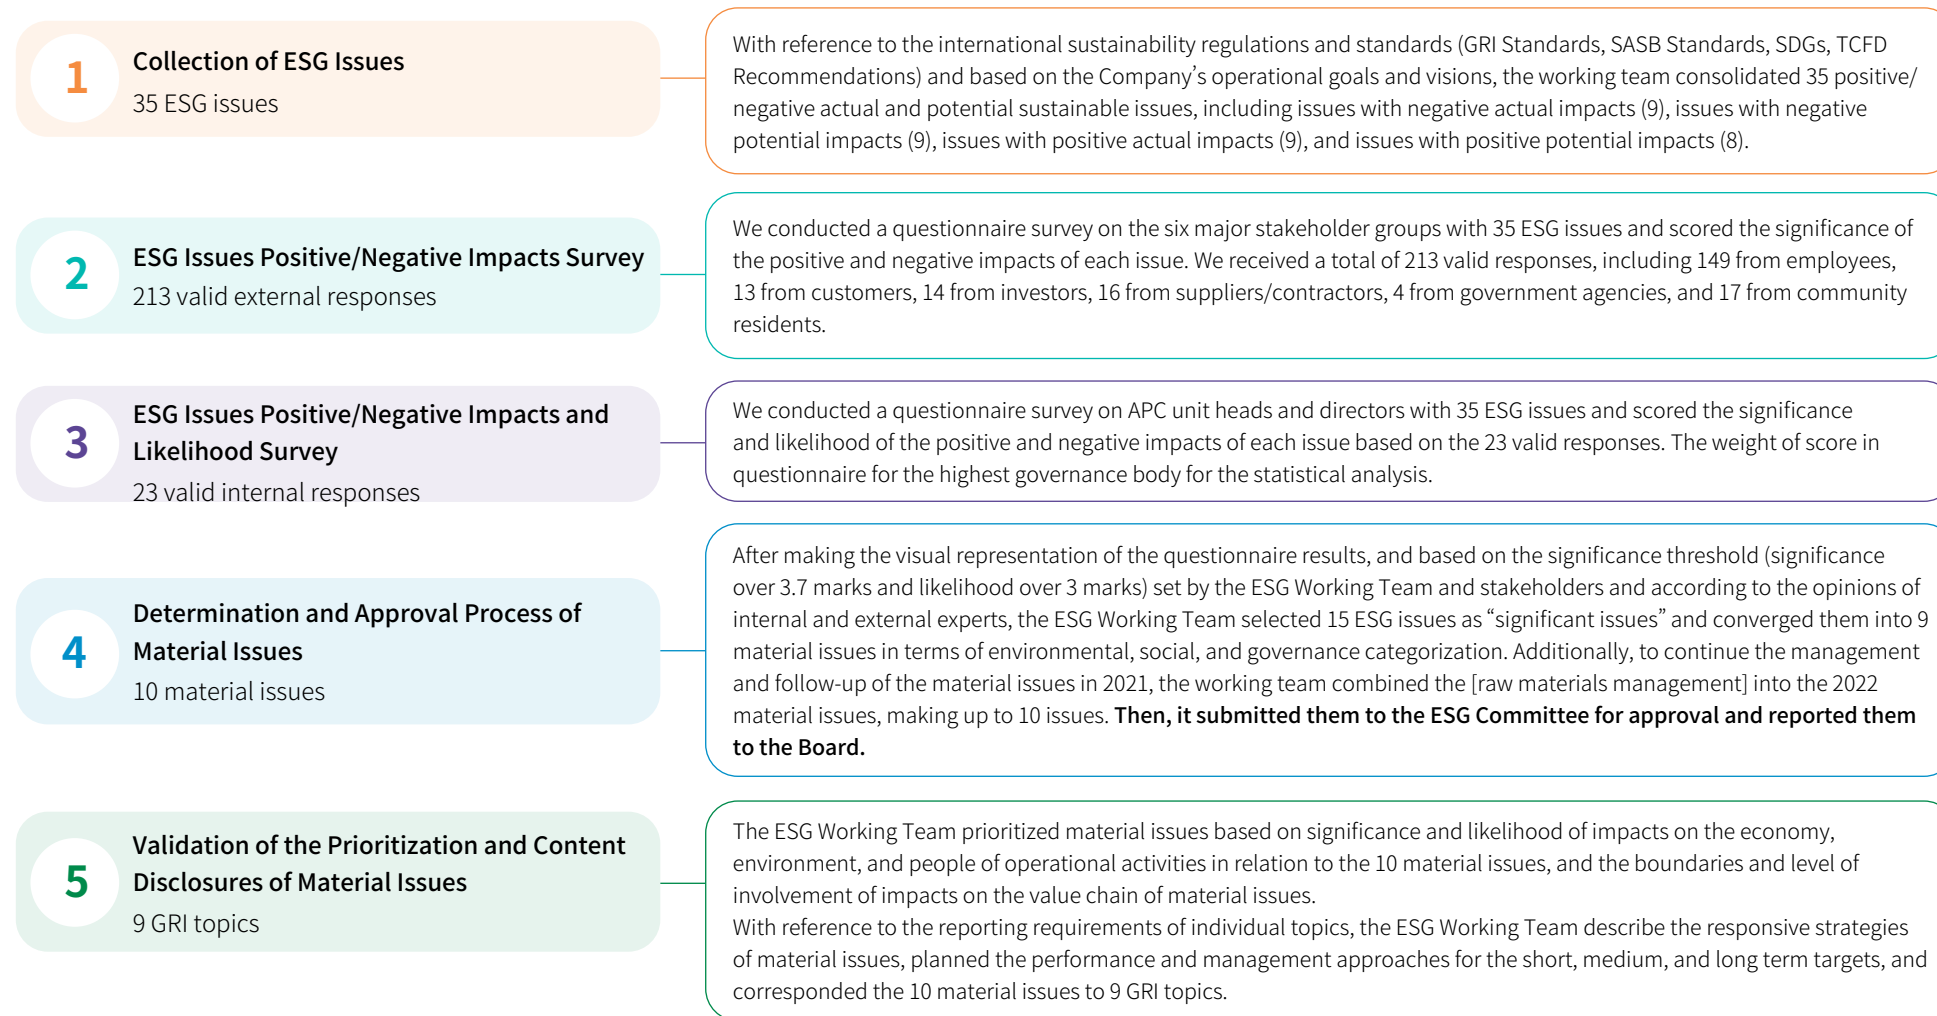 1
Collection of ESG Issues
35 ESG issues
With reference to the international sustainability regulations and standards (GRI Standards, SASB Standards, SDGs, TCFD
Recommendations) and based on the Company's operational goals and visions, the working team consolidated 35 positive/
negative actual and potential sustainable issues, including issues with negative actual impacts (9), issues with negative
potential impacts (9), issues with positive actual impacts (9), and issues with positive potential impacts (8).
2
ESG Issues Positive/Negative Impacts Survey
213 valid external responses
We conducted a questionnaire survey on the six major stakeholder groups with 35 ESG issues and scored the significance of
the positive and negative impacts of each issue. We received a total of 213 valid responses, including 149 from employees,
13 from customers, 14 from investors, 16 from suppliers/contractors, 4 from government agencies, and 17 from community
residents.
3
ESG Issues Positive/Negative Impacts and
Likelihood Survey
23 valid internal responses
We conducted a questionnaire survey on APC unit heads and directors with 35 ESG issues and scored the significance
and likelihood of the positive and negative impacts of each issue based on the 23 valid responses. The weight of score in
questionnaire for the highest governance body for the statistical analysis.
4
Determination and Approval Process of
Material Issues
10 material issues
After making the visual representation of the questionnaire results, and based on the significance threshold (significance
over 3.7 marks and likelihood over 3 marks) set by the ESG Working Team and stakeholders and according to the opinions of
internal and external experts, the ESG Working Team selected 15 ESG issues as “significant issues” and converged them into 9
material issues in terms of environmental, social, and governance categorization. Additionally, to continue the management
and follow-up of the material issues in 2021, the working team combined the [raw materials management] into the 2022
material issues, making up to 10 issues. Then, it submitted them to the ESG Committee for approval and reported them
to the Board.
5
Validation of the Prioritization and Content
Disclosures of Material Issues
9 GRI topics
The ESG Working Team prioritized material issues based on significance and likelihood of impacts on the economy,
environment, and people of operational activities in relation to the 10 material issues, and the boundaries and level of
involvement of impacts on the value chain of material issues.
With reference to the reporting requirements of individual topics, the ESG Working Team describe the responsive strategies
of material issues, planned the performance and management approaches for the short, medium, and long term targets, and
corresponded the 10 material issues to 9 GRI topics.